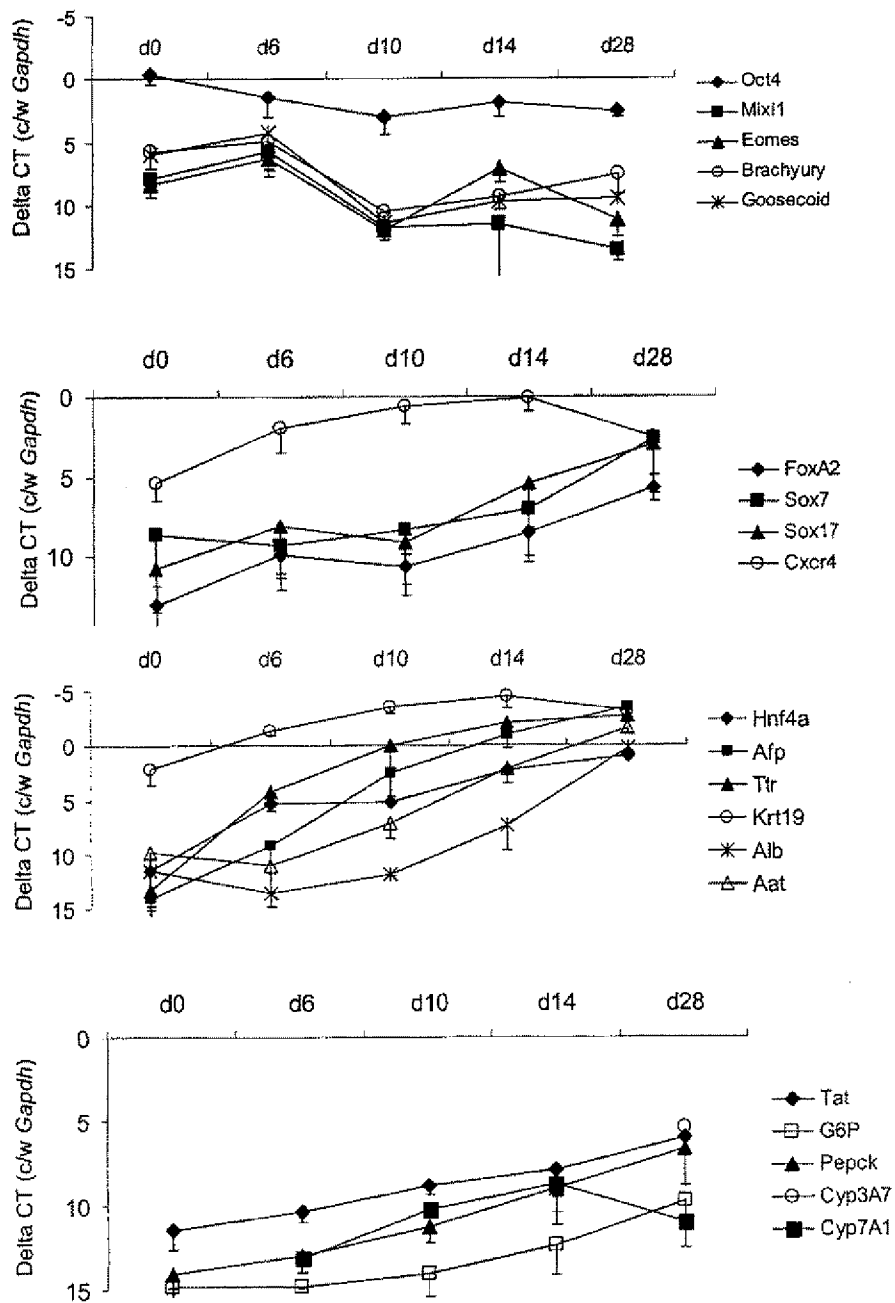 -5
d0 d6 d10 d14 d28
0
5
10
15
Delta CT (c/w Gapdh)
Oct4
Mixl1
Eomes
Brachyury
Goosecoid
d0 d6 d10 d14 d28
0
5
10
Delta CT (c/w Gapdh)
FoxA2
Sox7
Sox17
Cxcr4
d0 d6 d10 d14 d28
-5
0
5
10
15
Delta CT (c/w Gapdh)
Hnf4a
Afp
Ttr
Krt19
Alb
Aat
d0 d6 d10 d14 d28
0
5
10
15
Delta CT (c/w Gapdh)
Tat
G6P
Pepck
Cyp3A7
Cyp7A1